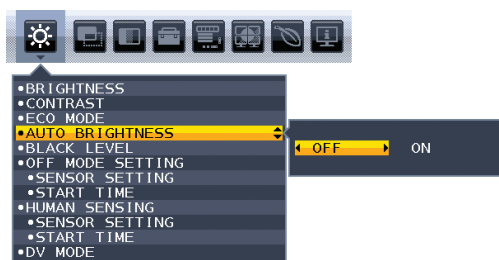 •BRIGHTNESS
•CONTRAST
•ECO MODE
•AUTO BRIGHTNESS
OFF ON
•BLACK LEVEL
•OFF MODE SETTING
•SENSOR SETTING
•START TIME
•HUMAN SENSING
•SENSOR SETTING
•START TIME
•DV MODE